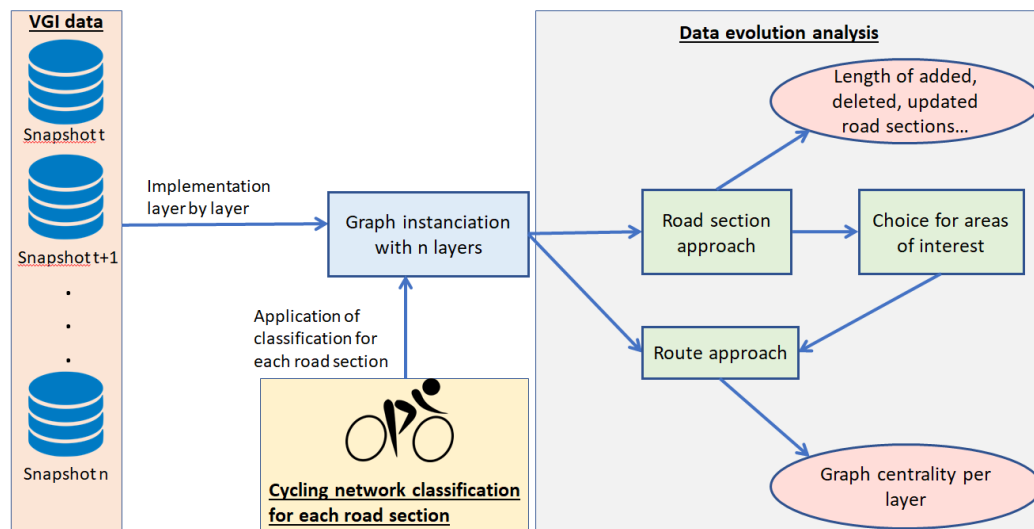 VGI data
Snapshot t
Snapshot t+1
.
.
.
Snapshot n
Implementation
layer by layer
Graph instanciation
with n layers
Application of
classification for
each road section
Cycling network classification
for each road section
Data evolution analysis
Length of added,
deleted, updated
road sections...
Road section
approach
Choice for areas
of interest
Route approach
Graph centrality per
layer